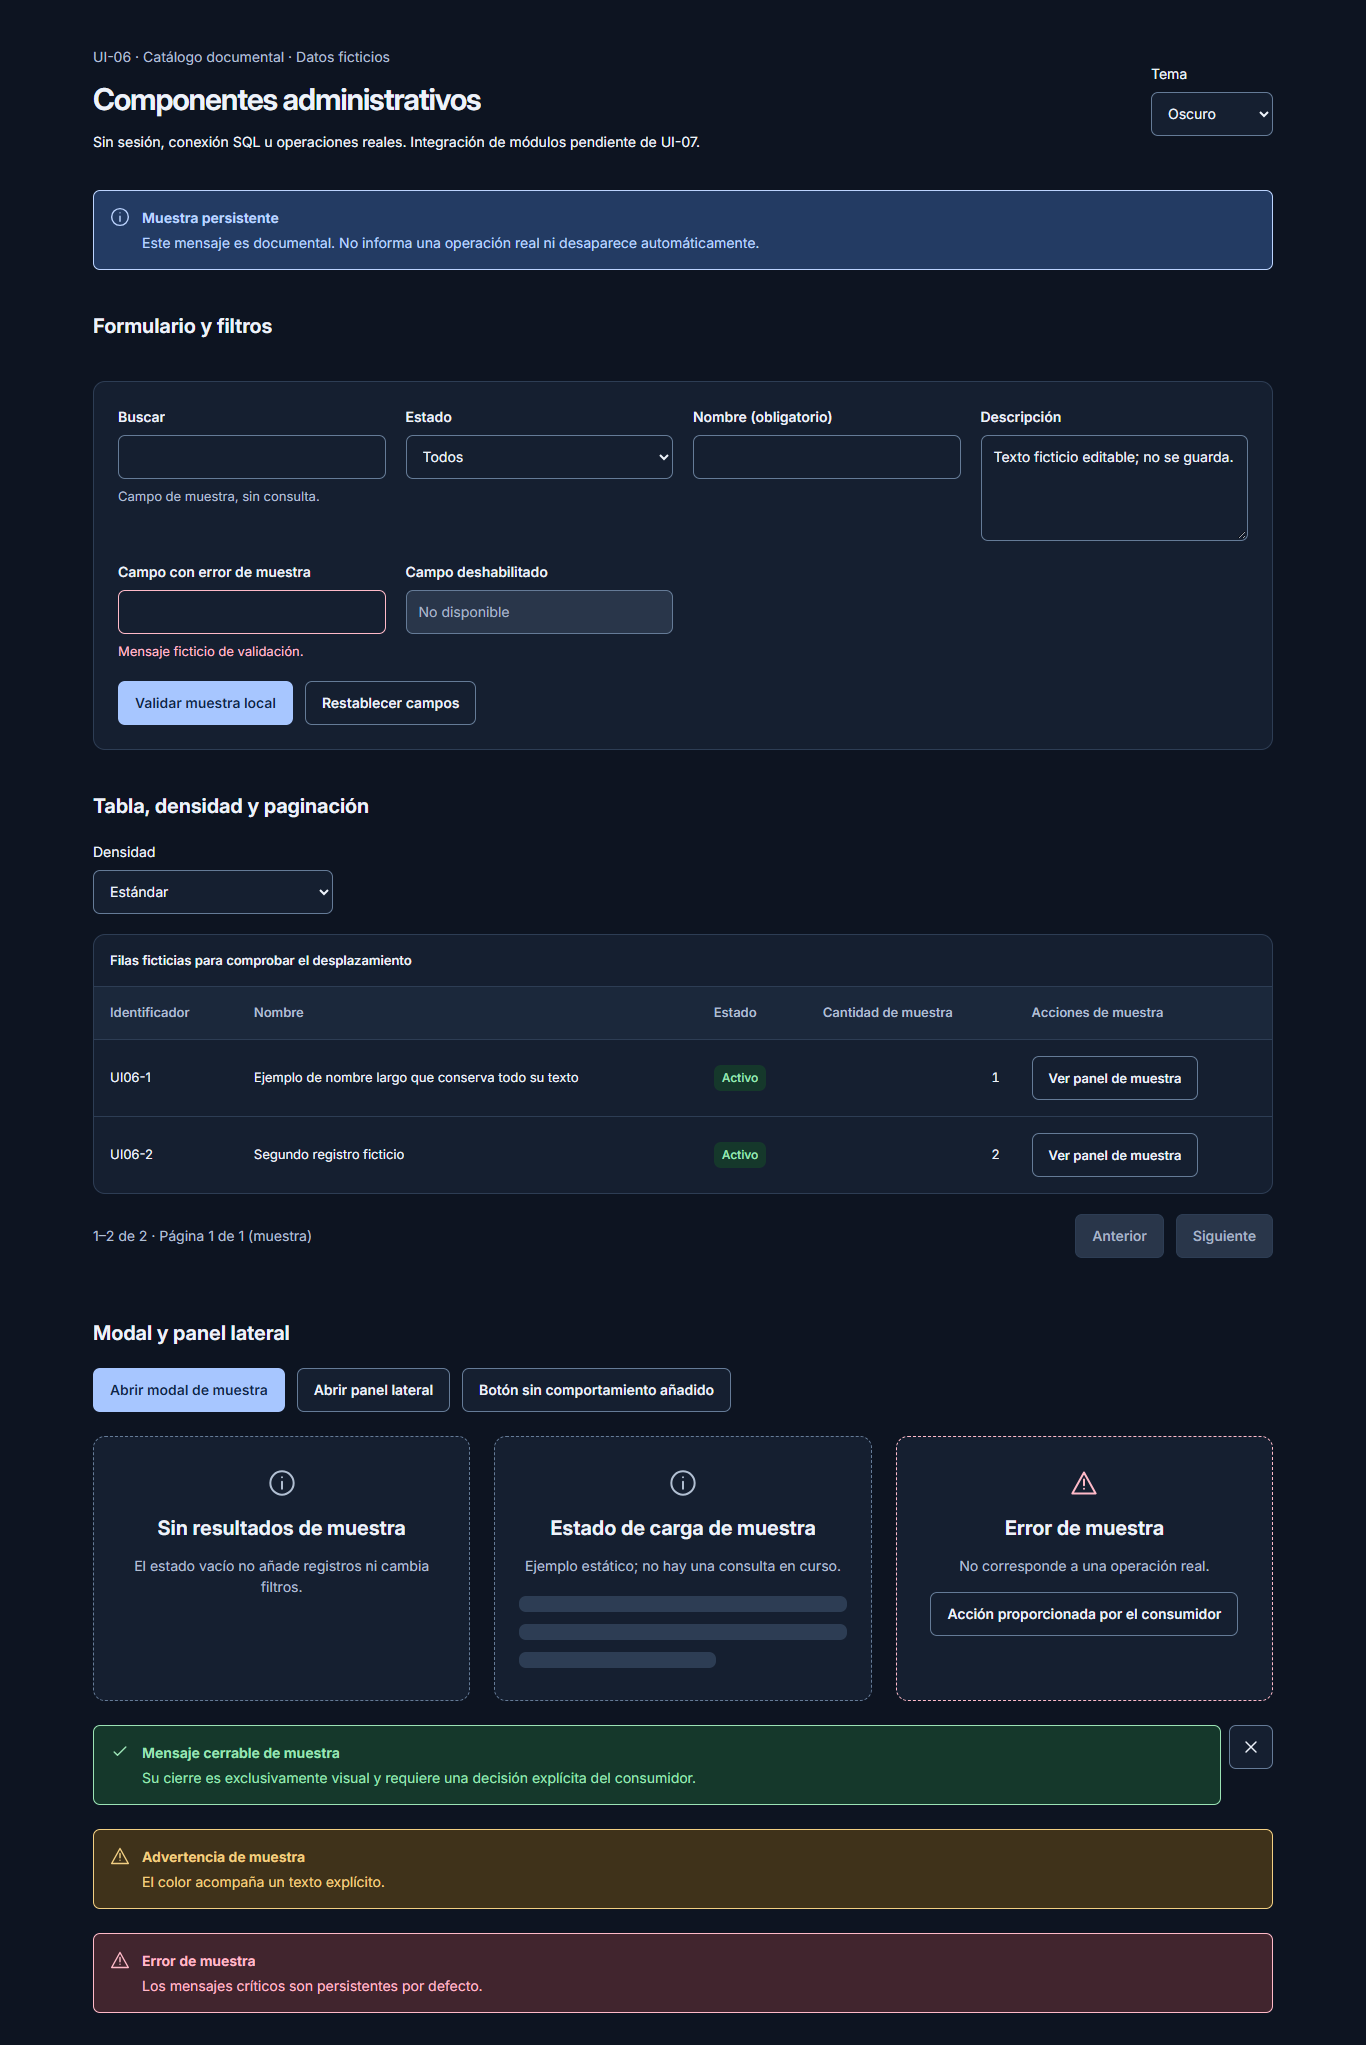 UI-06 · Catálogo documental · Datos ficticios
Componentes administrativos
Sin sesión, conexión SQL u operaciones reales. Integración de módulos pendiente de UI-07.
Tema
Oscuro
Muestra persistente
Este mensaje es documental. No informa una operación real ni desaparece automáticamente.
Formulario y filtros
Buscar
Campo de muestra, sin consulta.
Estado
Todos
Nombre (obligatorio)
Descripción
Texto ficticio editable; no se guarda.
Campo con error de muestra
Mensaje ficticio de validación.
Campo deshabilitado
No disponible
Validar muestra local
Restablecer campos
Tabla, densidad y paginación
Densidad
Estándar
Filas ficticias para comprobar el desplazamiento
Identificador Nombre Estado Cantidad de muestra Acciones de muestra
UI06-1 Ejemplo de nombre largo que conserva todo su texto Activo 1 Ver panel de muestra
UI06-2 Segundo registro ficticio Activo 2 Ver panel de muestra
1–2 de 2 · Página 1 de 1 (muestra)
Anterior
Siguiente
Modal y panel lateral
Abrir modal de muestra
Abrir panel lateral
Botón sin comportamiento añadido
Sin resultados de muestra
El estado vacío no añade registros ni cambia
filtros.
Estado de carga de muestra
Ejemplo estático; no hay una consulta en curso.
Error de muestra
No corresponde a una operación real.
Acción proporcionada por el consumidor
Mensaje cerrable de muestra
Su cierre es exclusivamente visual y requiere una decisión explícita del consumidor.
Advertencia de muestra
El color acompaña un texto explícito.
Error de muestra
Los mensajes críticos son persistentes por defecto.